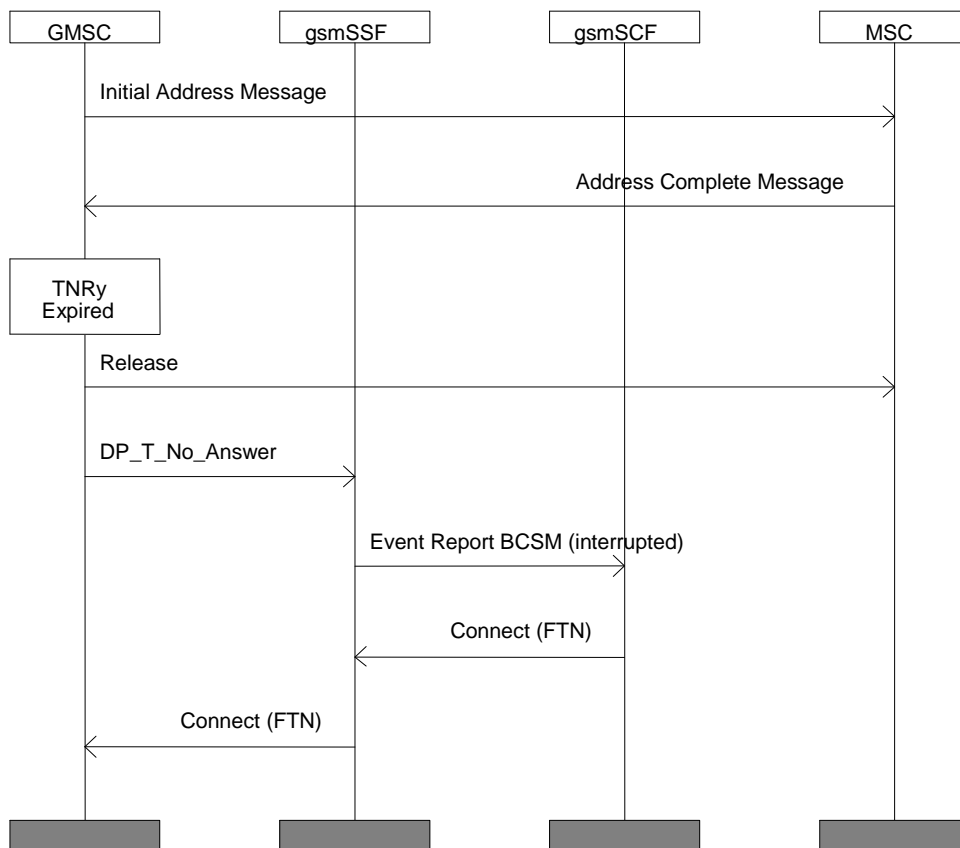 GMSC
gsmSSF
gsmSCF
MSC
Initial Address Message
Address Complete Message
TNRy
Expired
Release
DP_T_No_Answer
Event Report BCSM (interrupted)
Connect (FTN)
Connect (FTN)